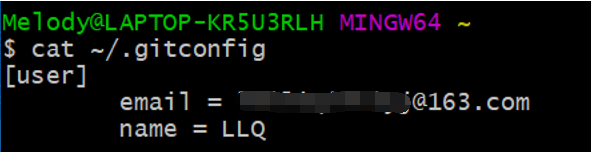 Melody@LAPTOP-KR5U3RLH MINGW64 ~
$ cat ~/.gitconfig
[user]
email = @163.com
name = LLQ